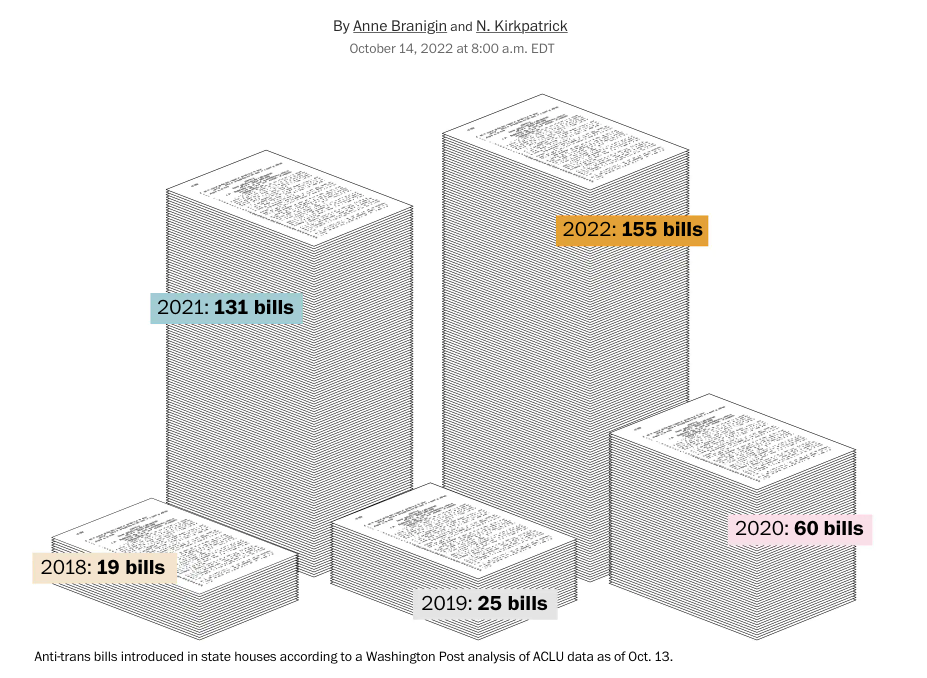 By Anne Branigin and N. Kirkpatrick
October 14, 2022 at 8:00 a.m. EDT
2022: 155 bills
2021: 131 bills
2020: 60 bills
2018: 19 bills
2019: 25 bills
Anti-trans bills introduced in state houses according to a Washington Post analysis of ACLU data as of Oct. 13.